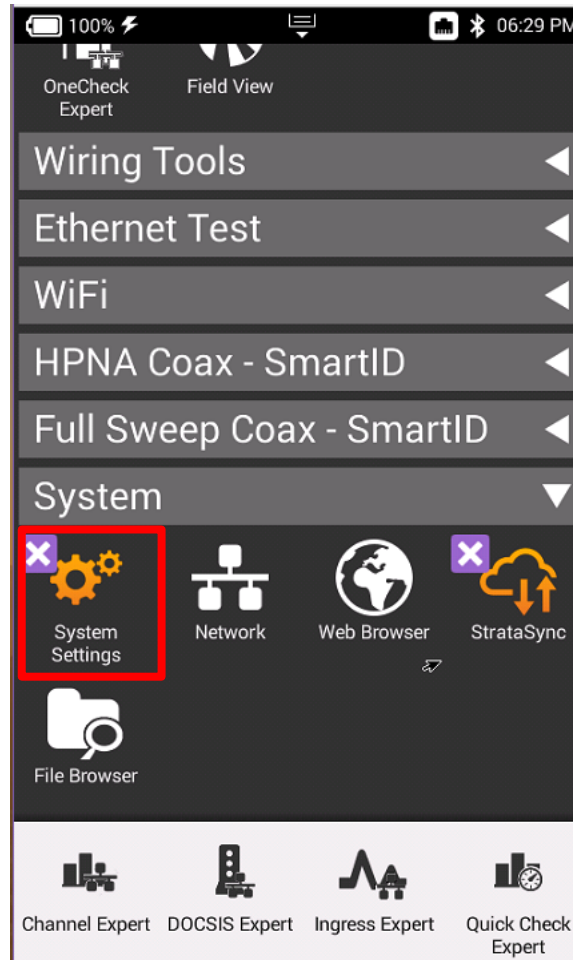 100%
06:29 PM
OneCheck
Expert
Field View
Wiring Tools
Ethernet Test
WiFi
HPNA Coax - SmartID
Full Sweep Coax - SmartID
System
System
Settings
Network
Web Browser
StrataSync
File Browser
Channel Expert
DOCSIS Expert
Ingress Expert
Quick Check
Expert